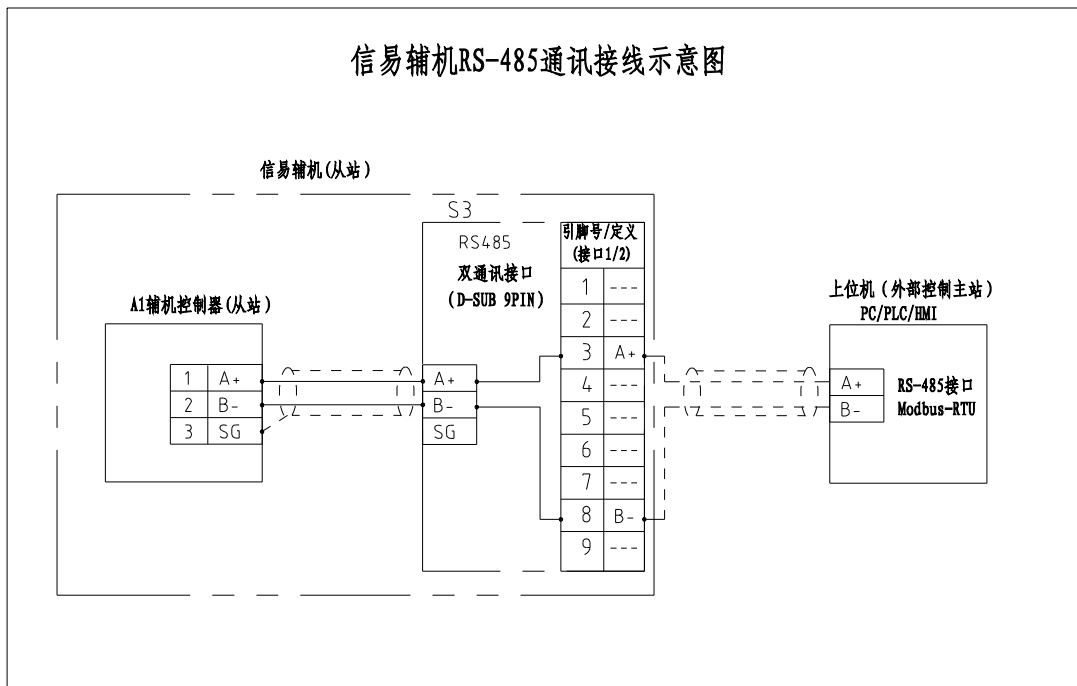 信易辅机RS-485通讯接线示意图
信易辅机(从站)
S3
RS485
双通讯接口
(D-SUB 9PIN)
引脚号/定义
(接口1/2)
1 ---
2 ---
3 A+
4 ---
5 ---
6 ---
7 ---
8 B-
9 ---
A1辅机控制器(从站)
1 A+
2 B-
3 SG
A+
B-
SG
上位机(外部控制主站)
PC/PLC/HMI
A+
B-
RS-485接口
Modbus-RTU